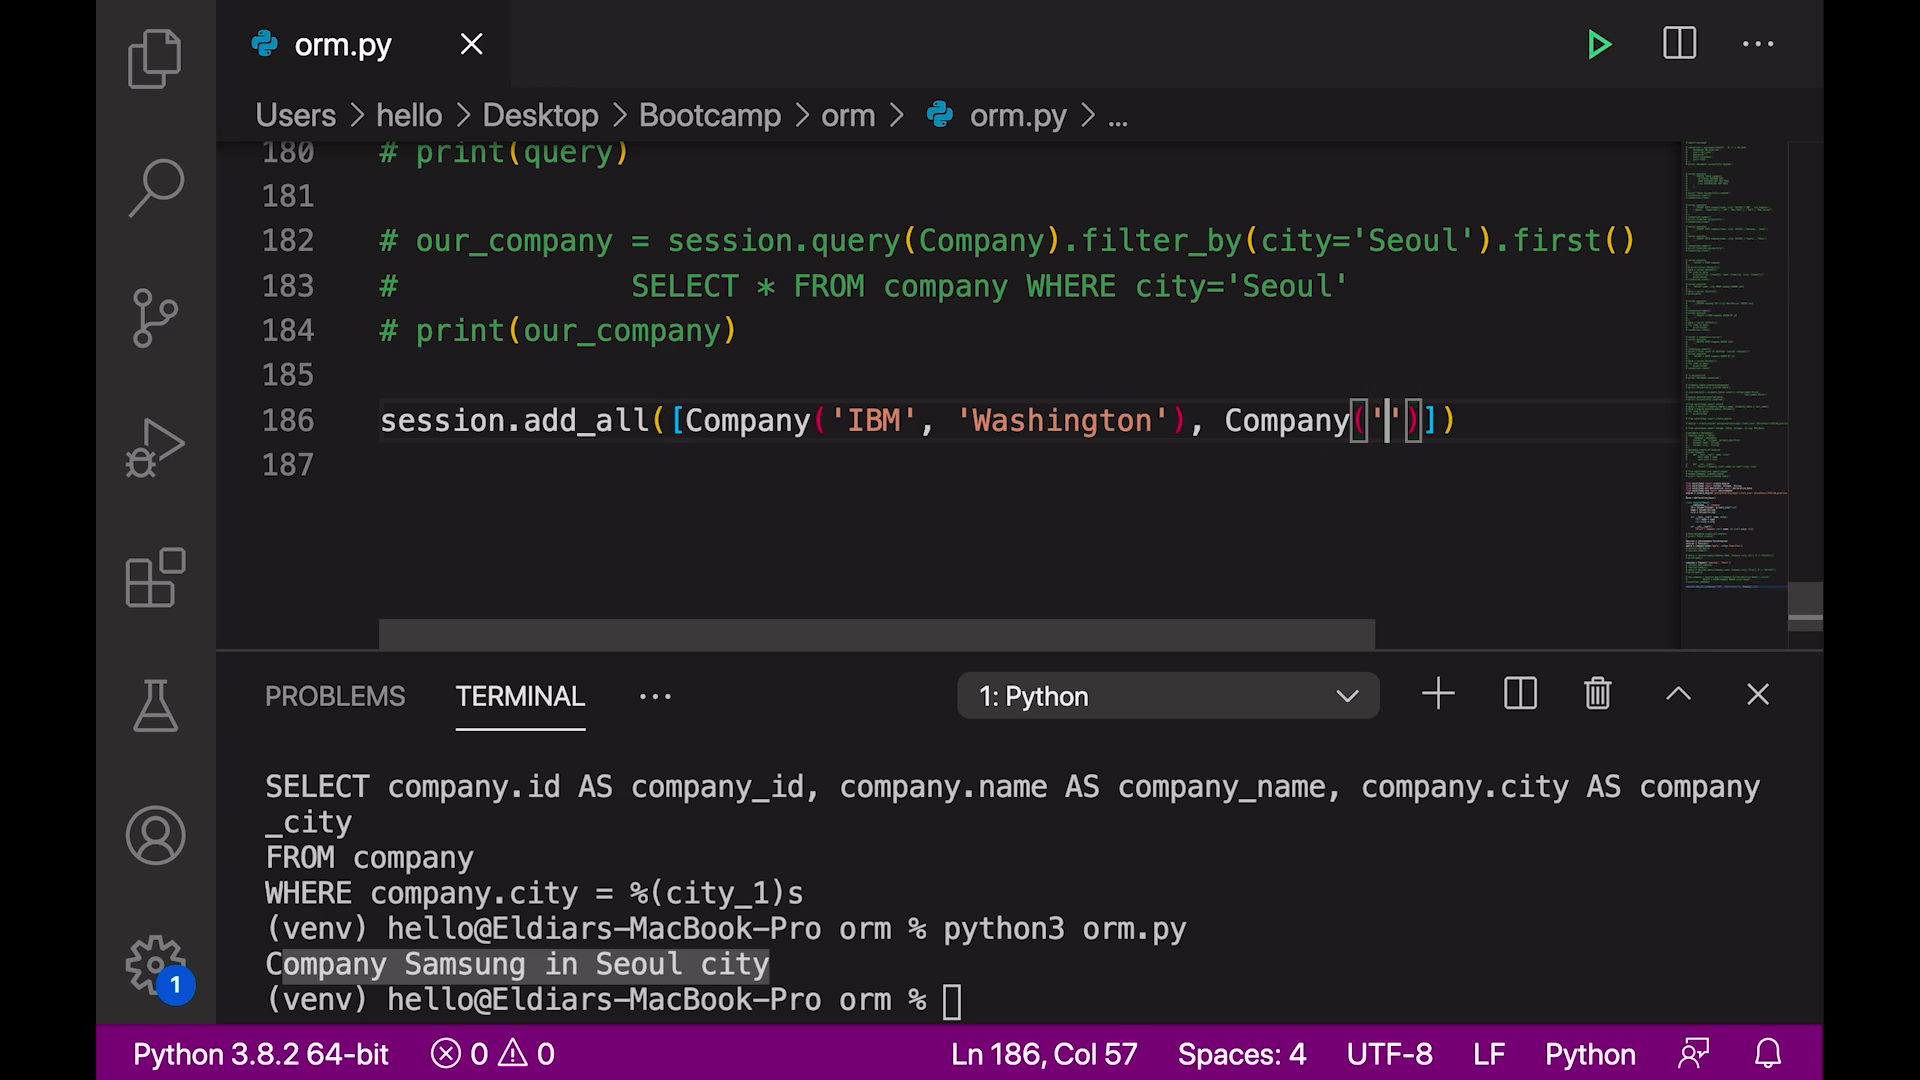 orm.py
Users > hello > Desktop > Bootcamp > orm > orm.py > ...
180 # print(query)
181
182 # our_company = session.query(Company).filter_by(city='Seoul').first()
183 # SELECT * FROM company WHERE city='Seoul'
184 # print(our_company)
185
186 session.add_all([Company('IBM', 'Washington'), Company('')])
187
PROBLEMS TERMINAL ... 1: Python
SELECT company.id AS company_id, company.name AS company_name, company.city AS company
_city
FROM company
WHERE company.city = %(city_1)s
(venv) hello@Eldiars-MacBook-Pro orm % python3 orm.py
Company Samsung in Seoul city
(venv) hello@Eldiars-MacBook-Pro orm %
1
Python 3.8.2 64-bit 0 0 Ln 186, Col 57 Spaces: 4 UTF-8 LF Python